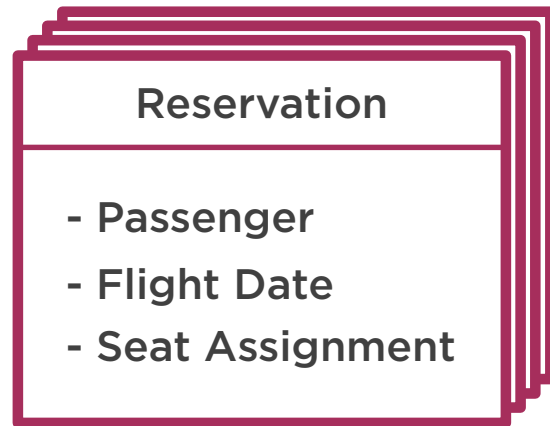 Reservation
- Passenger
- Flight Date
- Seat Assignment